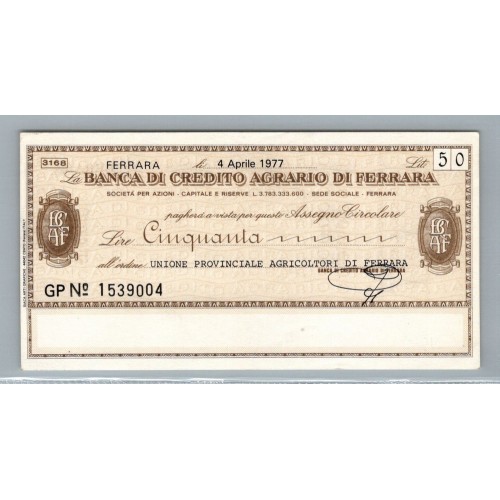 3168
FERRARA li 4 Aprile 1977 Lit. 50
La BANCA DI CREDITO AGRARIO DI FERRARA
SOCIETÀ PER AZIONI - CAPITALE E RISERVE L. 3.783.333.600 - SEDE SOCIALE - FERRARA
pagherà a vista per questo Assegno Circolare
Lire Cinquanta
all'ordine UNIONE PROVINCIALE AGRICOLTORI DI FERRARA
BANCA DI CREDITO AGRARIO DI FERRARA
GP Nº 1539004